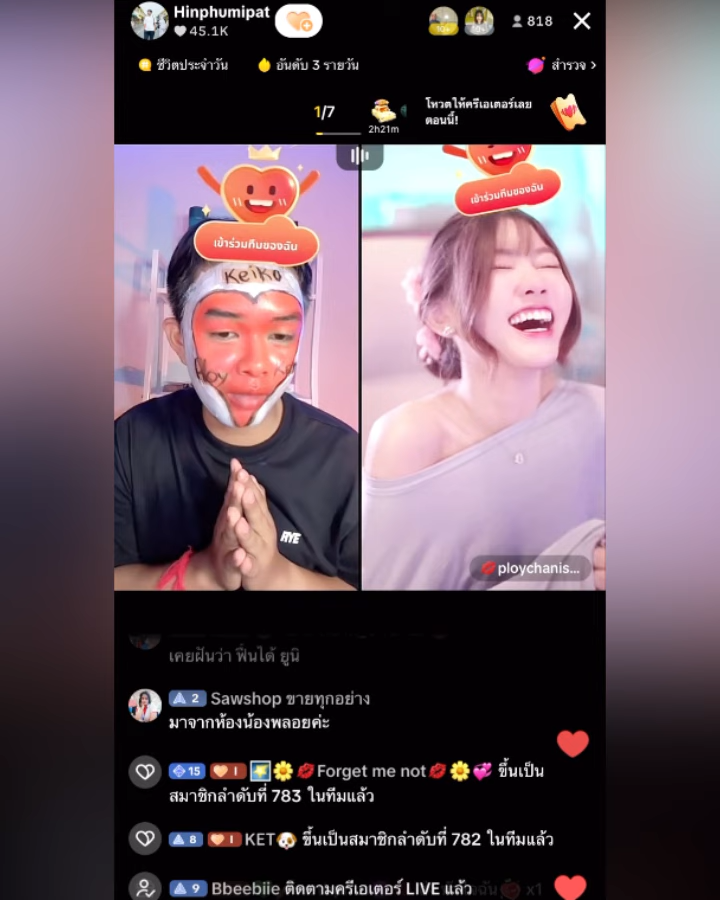 Hinphumipat
45.1K
818
ชีวิตประจำวัน
อันดับ 3 รายวัน
สำรวจ >
1/7
2h21m
โหวตให้ครีเอเตอร์เลย
ตอนนี้!
เข้าร่วมทีมของฉัน
เข้าร่วมทีมของฉัน
KeiKo
HYE
ploychanis...
เคยฝันว่า ฟินได้ ยูนิ
2 Sawshop ขายทุกอย่าง
มาจากห้องน้องพลอยค่ะ
15 I Forget me not ขึ้นเป็น
สมาชิกลำดับที่ 783 ในทีมแล้ว
8 I KET ขึ้นเป็นสมาชิกลำดับที่ 782 ในทีมแล้ว
9 Bbeebiie ติดตามครีเอเตอร์ LIVE แล้ว
x1